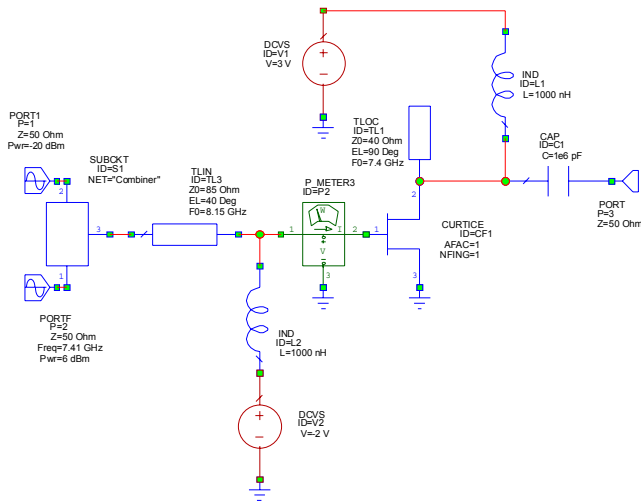 DCVS
ID=V1
V=3 V
IND
ID=L1
L=1000 nH
PORT1
P=1
Z=50 Ohm
Pwr=-20 dBm
TLOC
ID=TL1
Z0=40 Ohm
EL=90 Deg
F0=7.4 GHz
CAP
ID=C1
C=1e6 pF
SUBCKT
ID=S1
NET="Combiner"
TLIN
ID=TL3
Z0=85 Ohm
EL=40 Deg
F0=8.15 GHz
P_METER3
ID=P2
PORT
P=3
Z=50 Ohm
2
3
1
W
I
V
1
2
3
2
1
3
CURTICE
ID=CF1
AFAC=1
NFING=1
PORTF
P=2
Z=50 Ohm
Freq=7.41 GHz
Pwr=6 dBm
IND
ID=L2
L=1000 nH
DCVS
ID=V2
V=-2 V